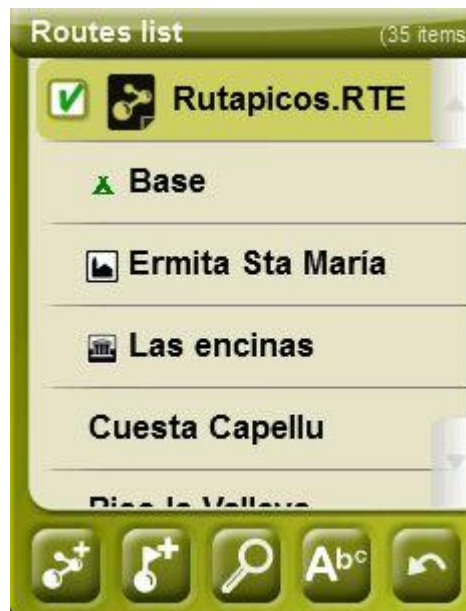 Routes list (35 items
Rutapicos.RTE
Base
Ermita Sta María
Las encinas
Cuesta Capellu
Abc